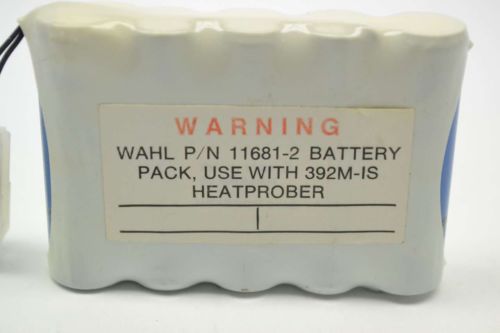 WARNING
WAHL P/N 11681-2 BATTERY
PACK, USE WITH 392M-IS
HEATPROBER